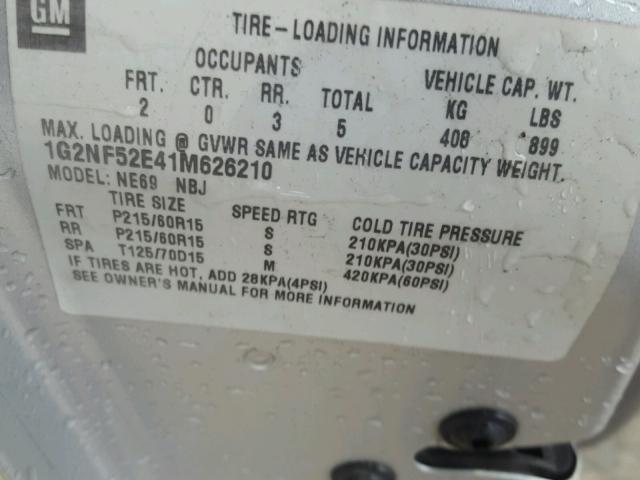 GM
TIRE-LOADING INFORMATION
OCCUPANTS VEHICLE CAP. WT.
FRT. CTR. RR. TOTAL KG LBS
2 0 3 5 408 899
MAX. LOADING @ GVWR SAME AS VEHICLE CAPACITY WEIGHT.
1G2NF52E41M626210
MODEL: NE69 NBJ
TIRE SIZE SPEED RTG COLD TIRE PRESSURE
FRT P215/60R15 S 210KPA(30PSI)
RR P215/60R15 S 210KPA(30PSI)
SPA T125/70D15 M 420KPA(60PSI)
IF TIRES ARE HOT, ADD 28KPA(4PSI)
SEE OWNER'S MANUAL FOR MORE INFORMATION